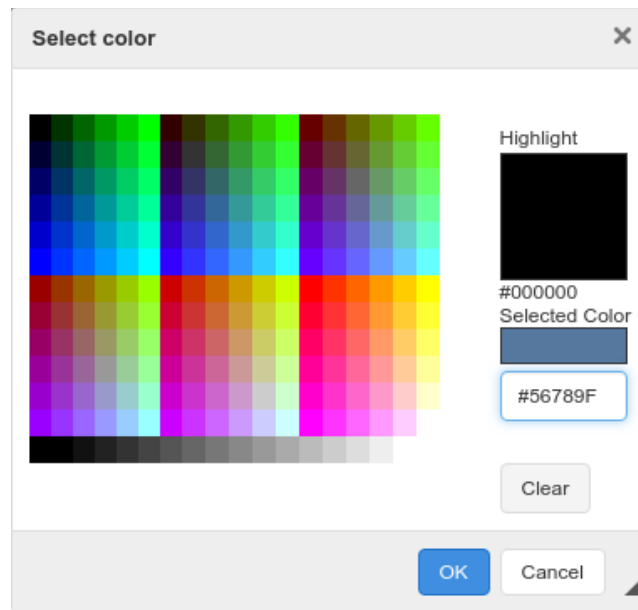 Select color
Highlight
#000000
Selected Color
#56789F
Clear
OK
Cancel